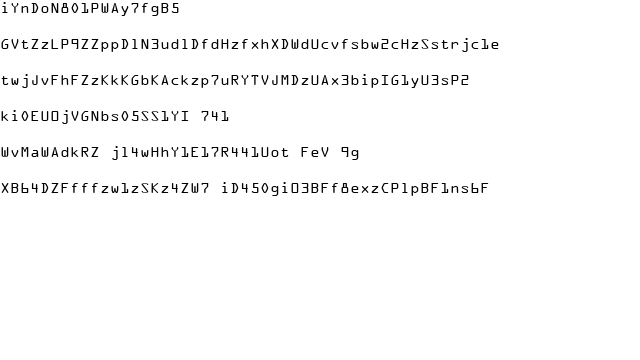 iYnDoN801PWAy7fgB5
GVtZzLP9ZZppD1N3ud1DfdHzfxhXDWdUcvfsbw2cHzSstrjc1e
twjJvFhFZzKkKGbKAckzp7uRYTVJMDzUAx3bipIG1yU3sP2
ki0EUOjVGNbs05SS1YI 741
WvMaWAdkRZ jl4wHhY1E17R441Uot FeV 9g
XB64DZFfffzw1zSKz4ZW7 iD450giO3BFf8exzCP1pBF1ns6F